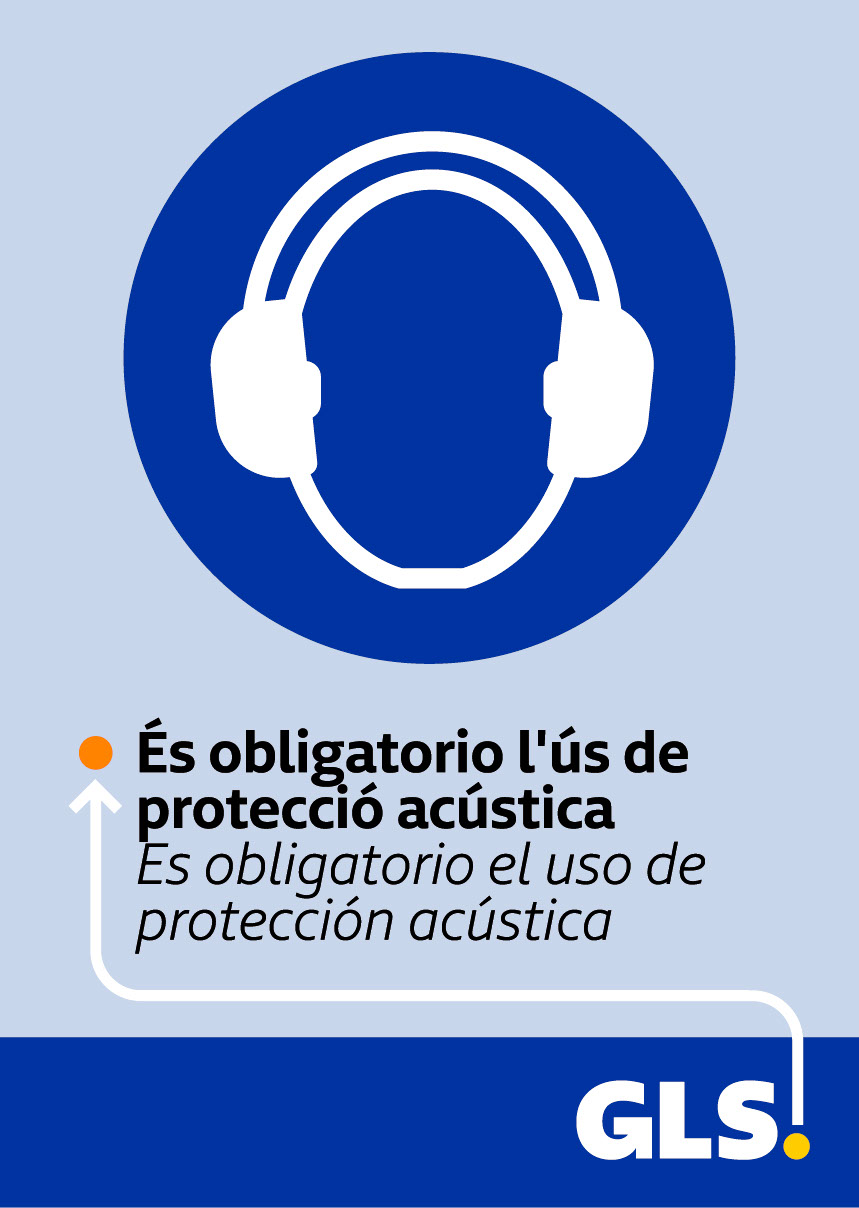 És obligatorio l'ús de
protecció acústica
Es obligatorio el uso de
protección acústica
GLS.